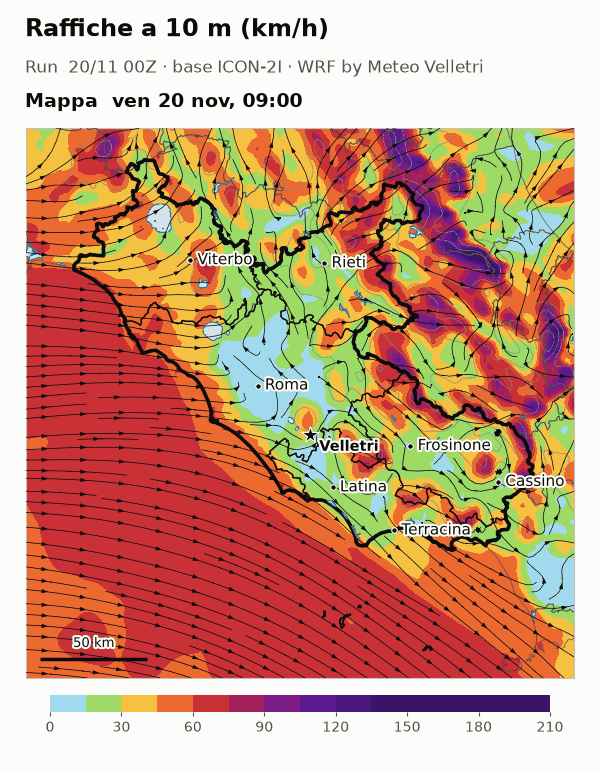 Raffiche a 10 m (km/h)
Run  20/11 00Z · base ICON-2I · WRF by Meteo Velletri
Mappa  ven 20 nov, 09:00
Viterbo
Rieti
Roma
Velletri
Frosinone
Latina
Cassino
Terracina
50 km
0 30 60 90 120 150 180 210